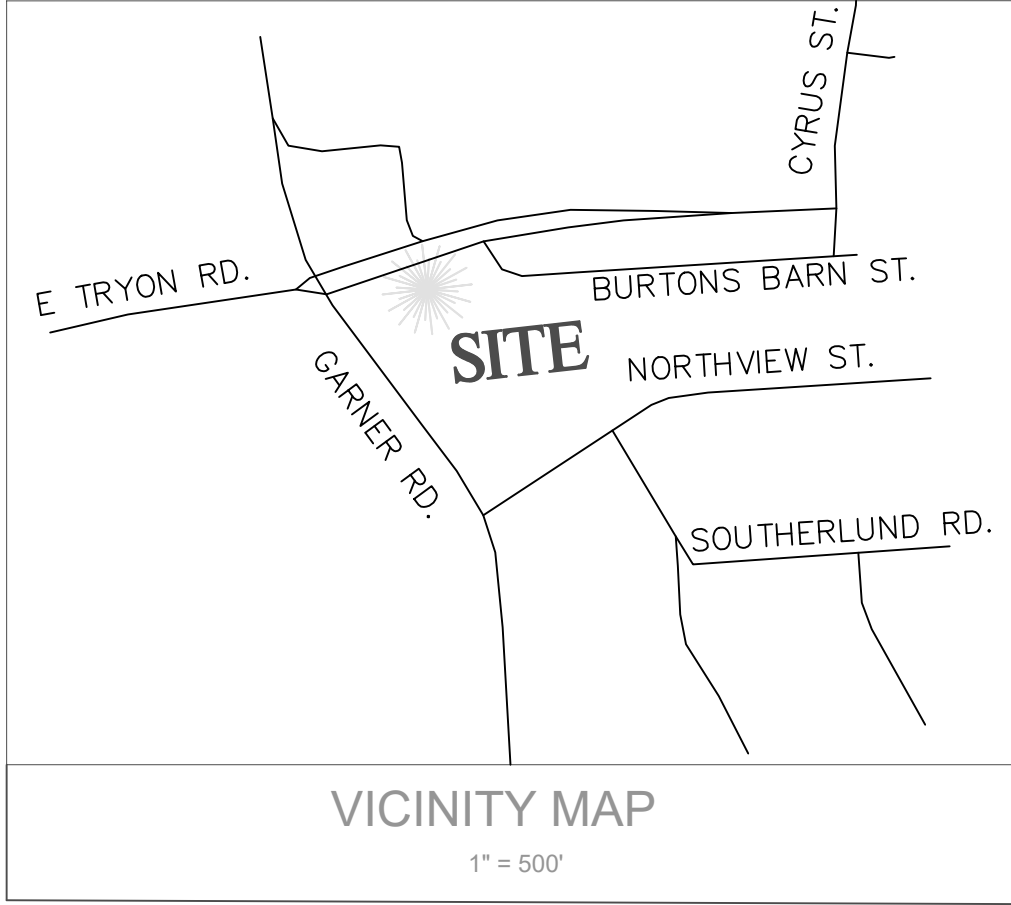 CYRUS ST.
E TRYON RD.
BURTONS BARN ST.
SITE
NORTHVIEW ST.
GARNER RD.
SOUTHERLUND RD.
VICINITY MAP
1" = 500'